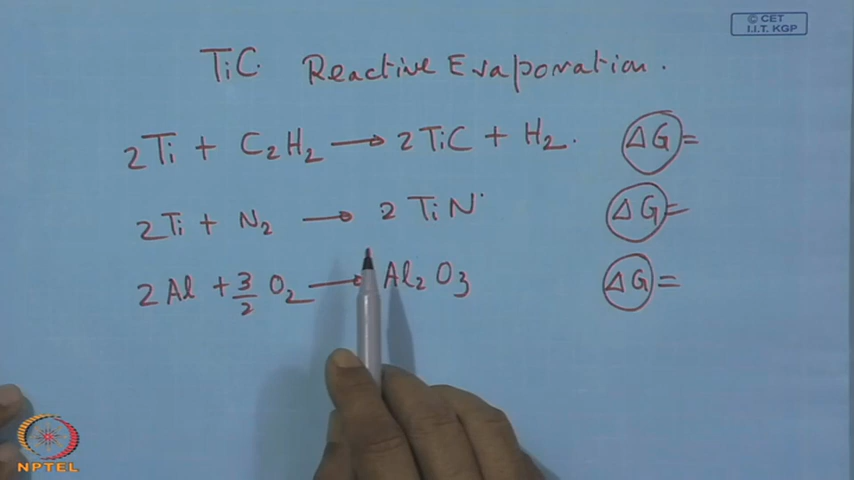 © CET
I.I.T. KGP
TiC Reactive Evaporation.
2Ti + C₂H₂ → 2TiC + H₂. ΔG =
2Ti + N₂ → 2TiN ΔG =
2Al + 3/2 O₂ → Al₂O₃ ΔG =
NPTEL